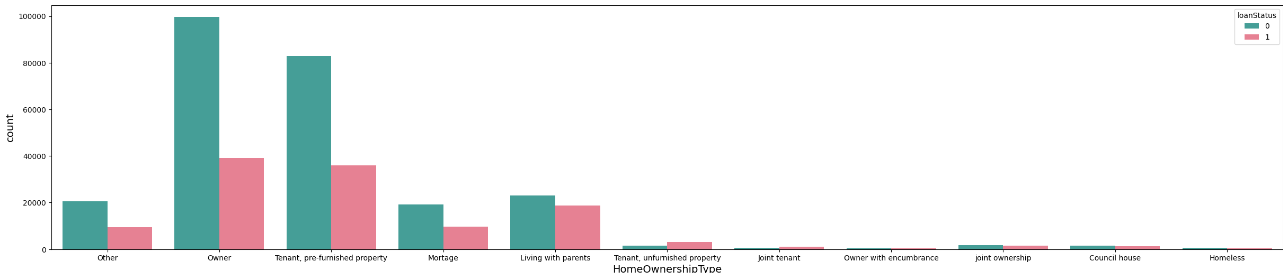 loanStatus
0
1
count
100000
80000
60000
40000
20000
0
Other
Owner
Tenant, pre-furnished property
Mortage
Living with parents
Tenant, unfurnished property
Joint tenant
Owner with encumbrance
joint ownership
Council house
Homeless
HomeOwnershipType